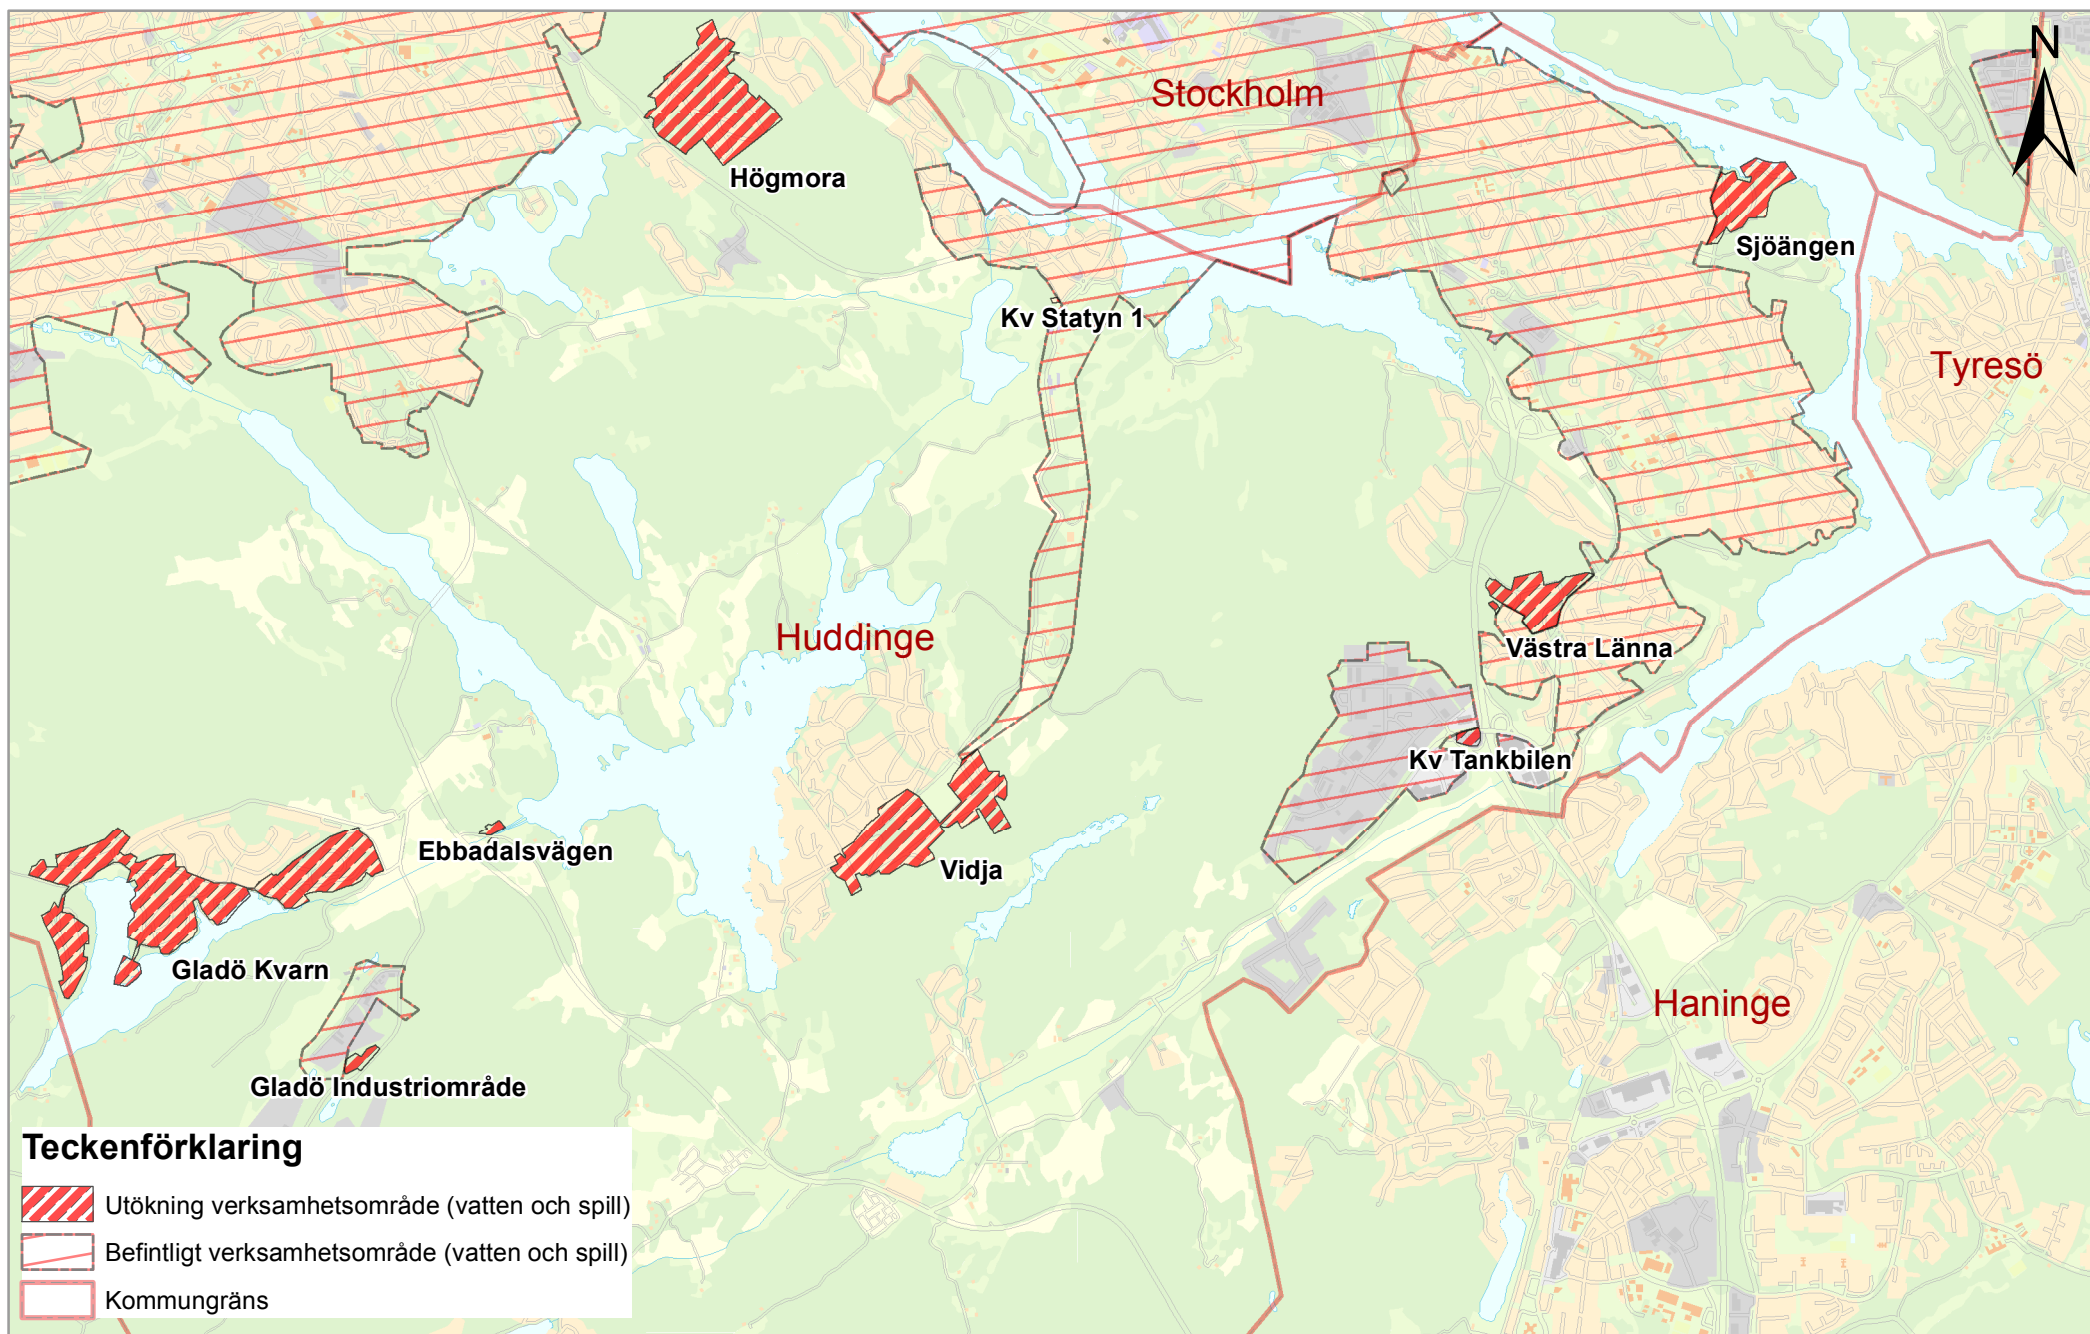 N
Stockholm
Högmora
Sjöängen
Kv Statyn 1
Tyresö
Huddinge
Västra Länna
Kv Tankbilen
Ebbadalsvägen
Vidja
Gladö Kvarn
Haninge
Gladö Industriområde
Teckenförklaring
Utökning verksamhetsområde (vatten och spill)
Befintligt verksamhetsområde (vatten och spill)
Kommungräns